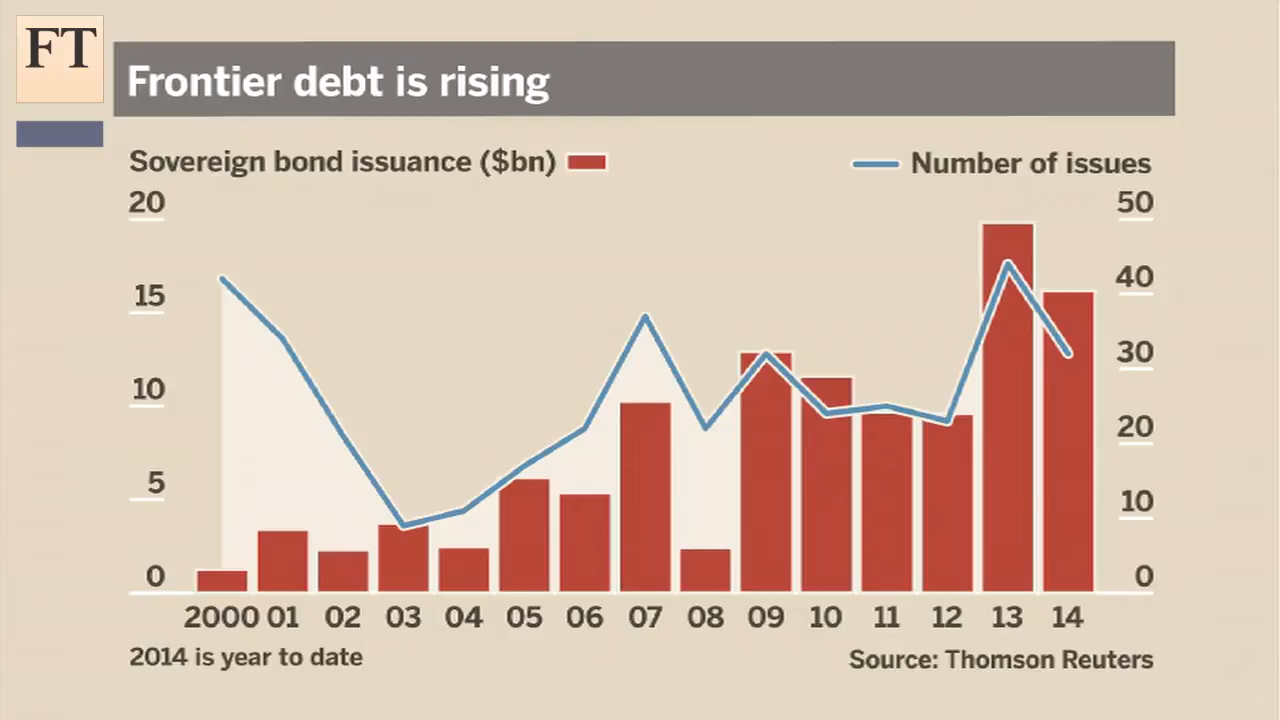 FT
Frontier debt is rising
Sovereign bond issuance ($bn)
Number of issues
20
50
40
15
30
10
20
5
10
0
0
2000 01 02 03 04 05 06 07 08 09 10 11 12 13 14
2014 is year to date
Source: Thomson Reuters